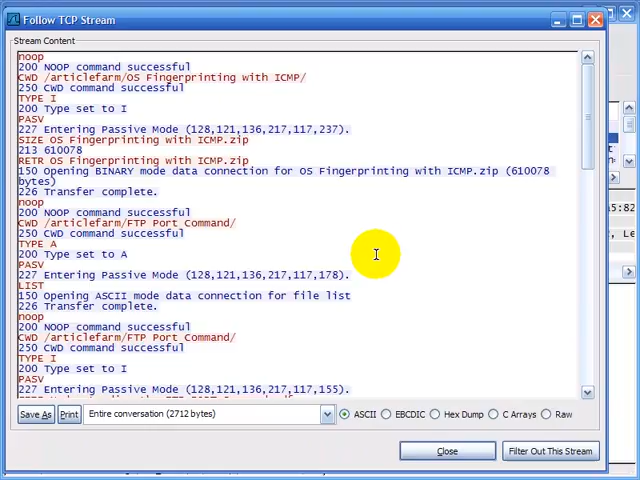 Follow TCP Stream
Stream Content
noop
200 NOOP command successful
CWD /articlefarm/OS Fingerprinting with ICMP/
250 CWD command successful
TYPE I
200 Type set to I
PASV
227 Entering Passive Mode (128,121,136,217,117,237).
SIZE OS Fingerprinting with ICMP.zip
213 610078
RETR OS Fingerprinting with ICMP.zip
150 Opening BINARY mode data connection for OS Fingerprinting with ICMP.zip (610078
bytes)
226 Transfer complete.
noop
200 NOOP command successful
CWD /articlefarm/FTP Port Command/
250 CWD command successful
TYPE A
200 Type set to A
PASV
227 Entering Passive Mode (128,121,136,217,117,178).
LIST
150 Opening ASCII mode data connection for file list
226 Transfer complete.
noop
200 NOOP command successful
CWD /articlefarm/FTP Port Command/
250 CWD command successful
TYPE I
200 Type set to I
PASV
227 Entering Passive Mode (128,121,136,217,117,155).
Save As Print Entire conversation (2712 bytes) ASCII EBCDIC Hex Dump C Arrays Raw
Close Filter Out This Stream